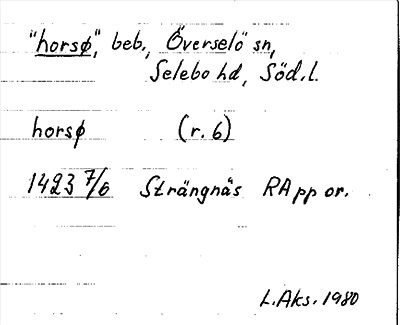 "horsø", beb., Överselö sn,
Selebo hd, Söd.l.
horsø (r. 6)
1423 7/6 Strängnäs RApp or.
L.Aks. 1980